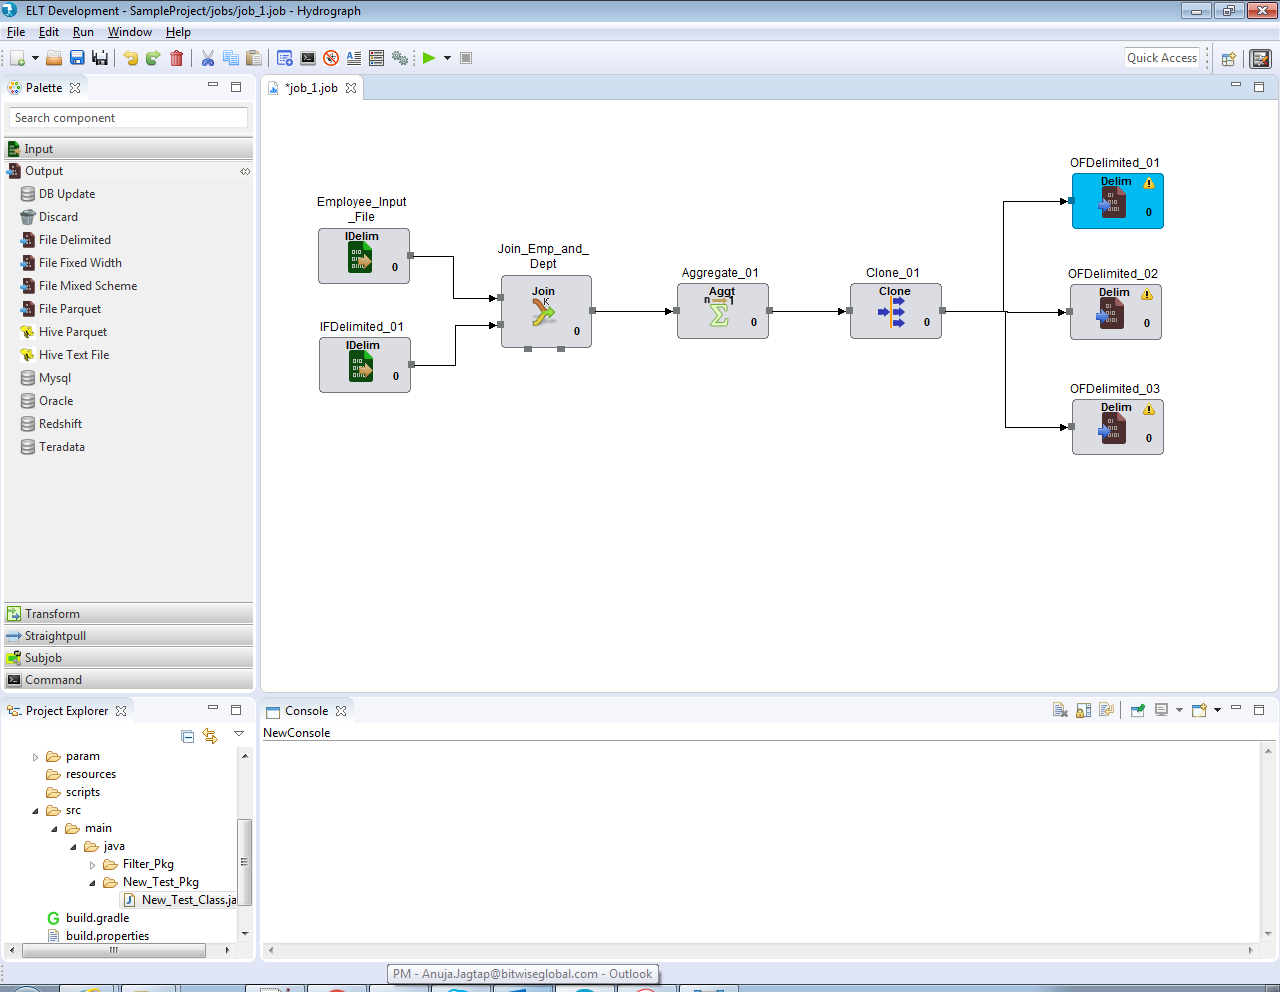 ELT Development - SampleProject/jobs/job_1.job - Hydrograph
File Edit Run Window Help
Quick Access
Palette
*job_1.job
Search component
Input
Output
DB Update
Discard
File Delimited
File Fixed Width
File Mixed Scheme
File Parquet
Hive Parquet
Hive Text File
Mysql
Oracle
Redshift
Teradata
Transform
Straightpull
Subjob
Command
Employee_Input
_File
IDelim
0
IFDelimited_01
IDelim
0
Join_Emp_and_
Dept
Join
K
0
Aggregate_01
Aggt
n 1
0
Clone_01
Clone
0
OFDelimited_01
Delim
0
OFDelimited_02
Delim
0
OFDelimited_03
Delim
0
Project Explorer
param
resources
scripts
src
main
java
Filter_Pkg
New_Test_Pkg
New_Test_Class.ja
build.gradle
build.properties
Console
NewConsole
PM - Anuja.Jagtap@bitwiseglobal.com - Outlook